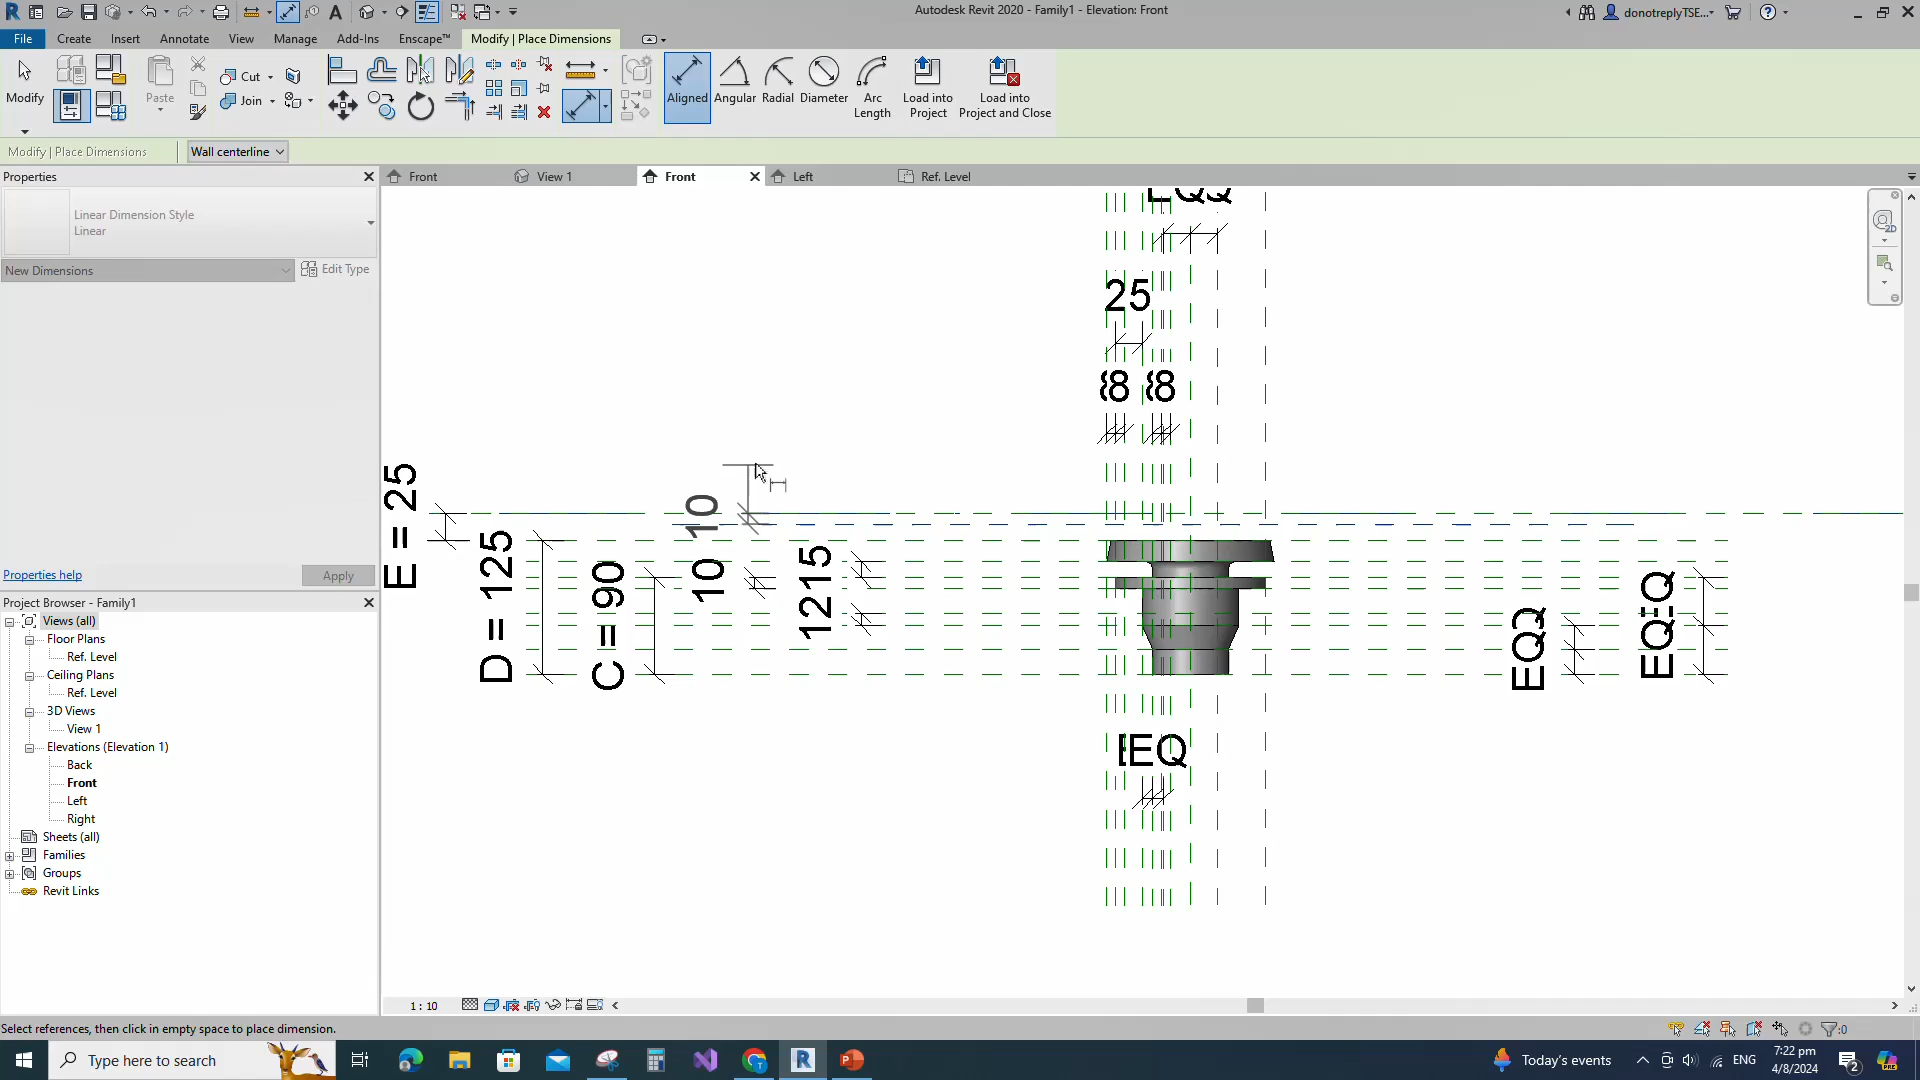 Autodesk Revit 2020 - Family1 - Elevation: Front
donotreplyTSE...
File Create Insert Annotate View Manage Add-Ins Enscape™ Modify | Place Dimensions
Modify
Paste
Cut
Join
Aligned
Angular
Radial
Diameter
Arc
Length
Load into
Project
Load into
Project and Close
Modify | Place Dimensions
Wall centerline
Properties
Linear Dimension Style
Linear
New Dimensions
Edit Type
Properties help
Apply
Project Browser - Family1
Views (all)
Floor Plans
Ref. Level
Ceiling Plans
Ref. Level
3D Views
View 1
Elevations (Elevation 1)
Back
Front
Left
Right
Sheets (all)
Families
Groups
Revit Links
Front
View 1
Front
Left
Ref. Level
2D
25
8
8
E = 25
D = 125
C = 90
10
10
1215
EQ
EQ
EQ
1 : 10
Select references, then click in empty space to place dimension.
:0
Type here to search
Today's events
ENG
7:22 pm
4/8/2024
2
PRE